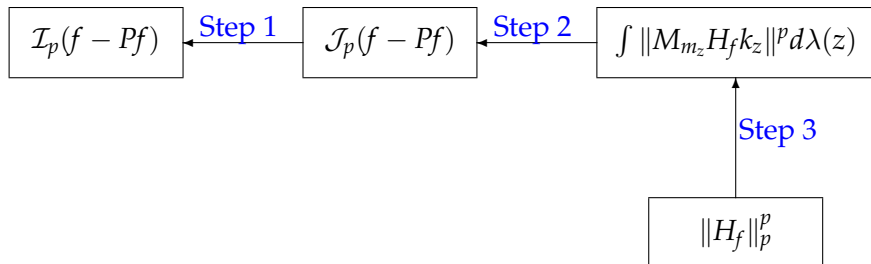 𝓘_p(f − Pf) Step 1 𝓙_p(f − Pf) Step 2 ∫ ‖M_{m_z}H_f k_z‖^p dλ(z)
Step 3
‖H_f‖_p^p